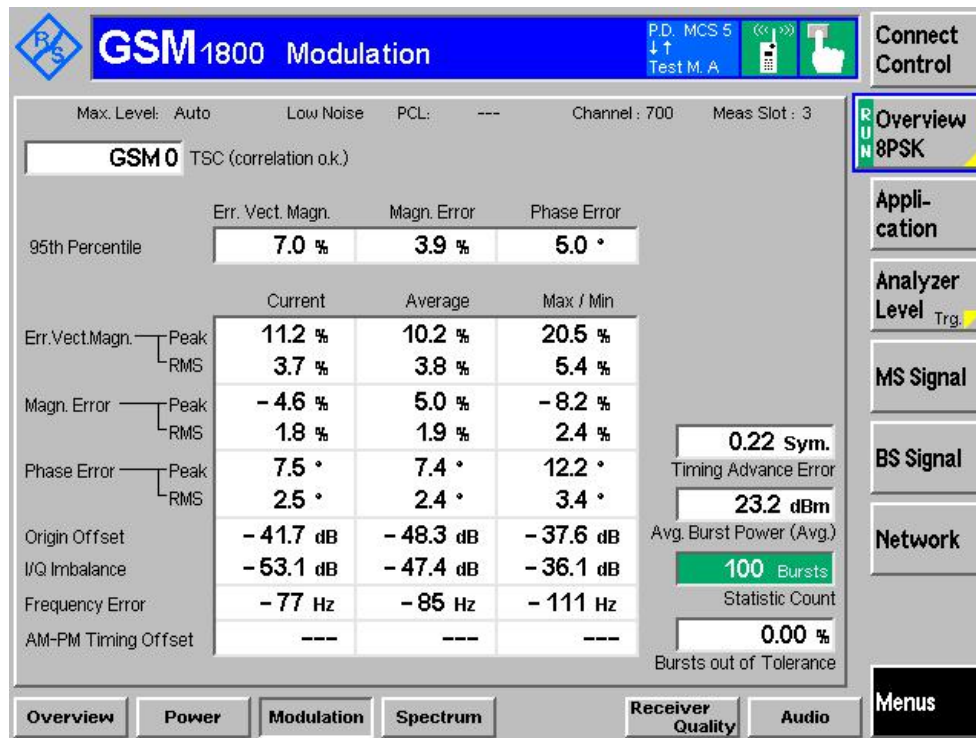 R/S
GSM 1800 Modulation
P.D. MCS 5
↓↑
Test M. A
Connect Control
Max. Level: Auto Low Noise PCL: --- Channel : 700 Meas Slot : 3
RUN
Overview 8PSK
GSM 0 TSC (correlation o.k.)
Appli-
cation
Err. Vect. Magn. Magn. Error Phase Error
95th Percentile 7.0 % 3.9 % 5.0 °
Analyzer
Level Trg.
Current Average Max / Min
Err.Vect.Magn. Peak 11.2 % 10.2 % 20.5 %
RMS 3.7 % 3.8 % 5.4 %
MS Signal
Magn. Error Peak – 4.6 % 5.0 % – 8.2 %
RMS 1.8 % 1.9 % 2.4 %
0.22 Sym.
Timing Advance Error
BS Signal
Phase Error Peak 7.5 ° 7.4 ° 12.2 °
RMS 2.5 ° 2.4 ° 3.4 °
23.2 dBm
Avg. Burst Power (Avg.)
Origin Offset – 41.7 dB – 48.3 dB – 37.6 dB
Network
I/Q Imbalance – 53.1 dB – 47.4 dB – 36.1 dB
100 Bursts
Statistic Count
Frequency Error – 77 Hz – 85 Hz – 111 Hz
AM-PM Timing Offset --- --- ---
0.00 %
Bursts out of Tolerance
Menus
Overview Power Modulation Spectrum Receiver Quality Audio